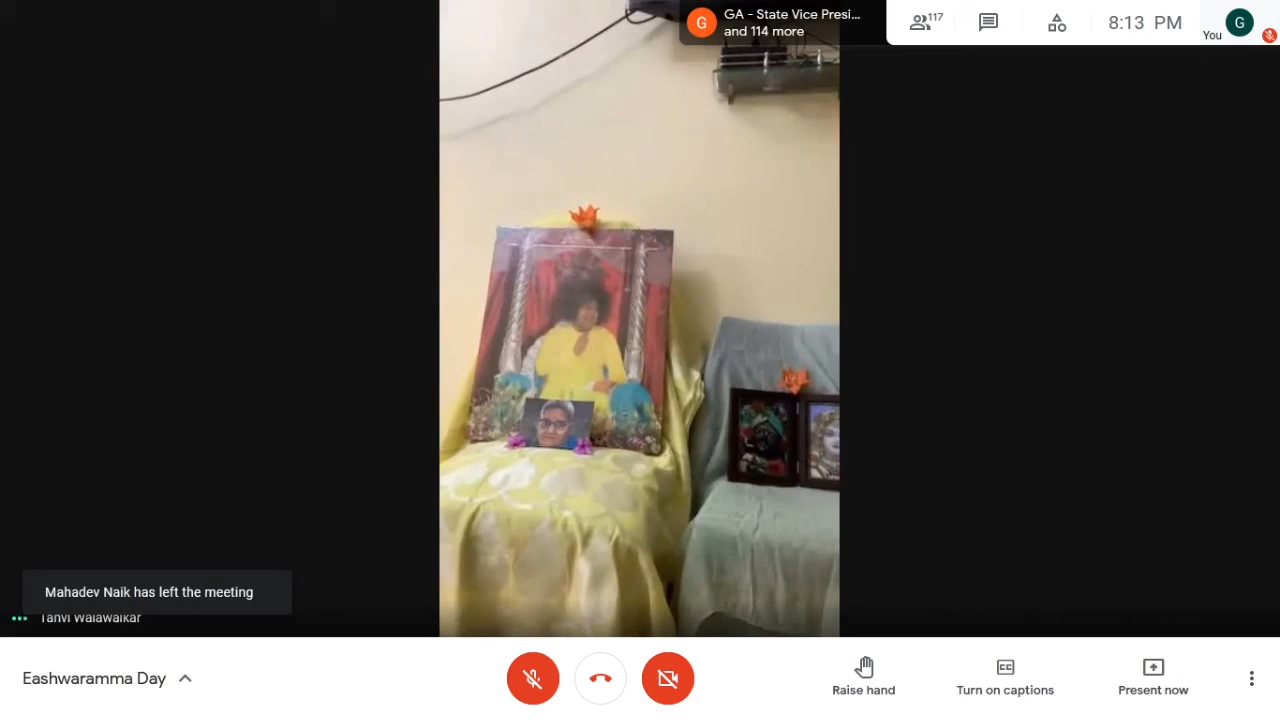 G
GA - State Vice Presi...
and 114 more
117
8:13 PM
You
G
Mahadev Naik has left the meeting
Tanvi Walawalkar
Eashwaramma Day
Raise hand
CC
Turn on captions
Present now